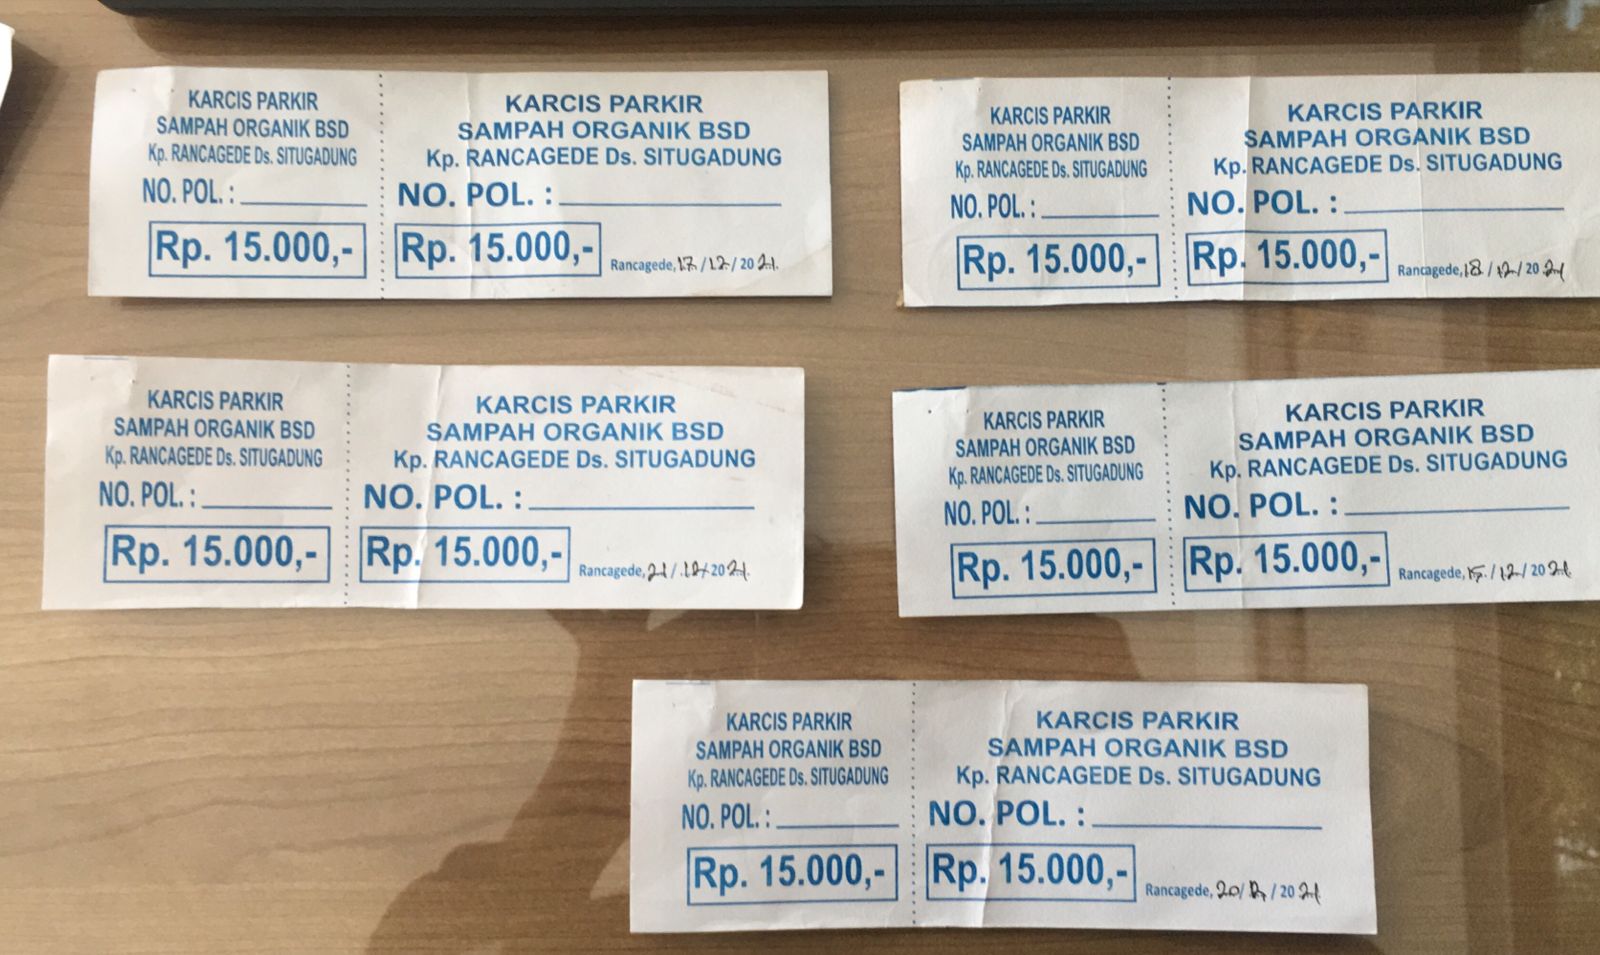 KARCIS PARKIR
SAMPAH ORGANIK BSD
Kp. RANCAGEDE Ds. SITUGADUNG
NO. POL. :
Rp. 15.000,-
KARCIS PARKIR
SAMPAH ORGANIK BSD
Kp. RANCAGEDE Ds. SITUGADUNG
NO. POL. :
Rp. 15.000,-
Rancagede, 17/12/2021
KARCIS PARKIR
SAMPAH ORGANIK BSD
Kp. RANCAGEDE Ds. SITUGADUNG
NO. POL. :
Rp. 15.000,-
KARCIS PARKIR
SAMPAH ORGANIK BSD
Kp. RANCAGEDE Ds. SITUGADUNG
NO. POL. :
Rp. 15.000,-
Rancagede, 18/12/2021
KARCIS PARKIR
SAMPAH ORGANIK BSD
Kp. RANCAGEDE Ds. SITUGADUNG
NO. POL. :
Rp. 15.000,-
KARCIS PARKIR
SAMPAH ORGANIK BSD
Kp. RANCAGEDE Ds. SITUGADUNG
NO. POL. :
Rp. 15.000,-
Rancagede, 21/12/2021
KARCIS PARKIR
SAMPAH ORGANIK BSD
Kp. RANCAGEDE Ds. SITUGADUNG
NO. POL. :
Rp. 15.000,-
KARCIS PARKIR
SAMPAH ORGANIK BSD
Kp. RANCAGEDE Ds. SITUGADUNG
NO. POL. :
Rp. 15.000,-
Rancagede, 15/12/2021
KARCIS PARKIR
SAMPAH ORGANIK BSD
Kp. RANCAGEDE Ds. SITUGADUNG
NO. POL. :
Rp. 15.000,-
KARCIS PARKIR
SAMPAH ORGANIK BSD
Kp. RANCAGEDE Ds. SITUGADUNG
NO. POL. :
Rp. 15.000,-
Rancagede, 20/12/2021